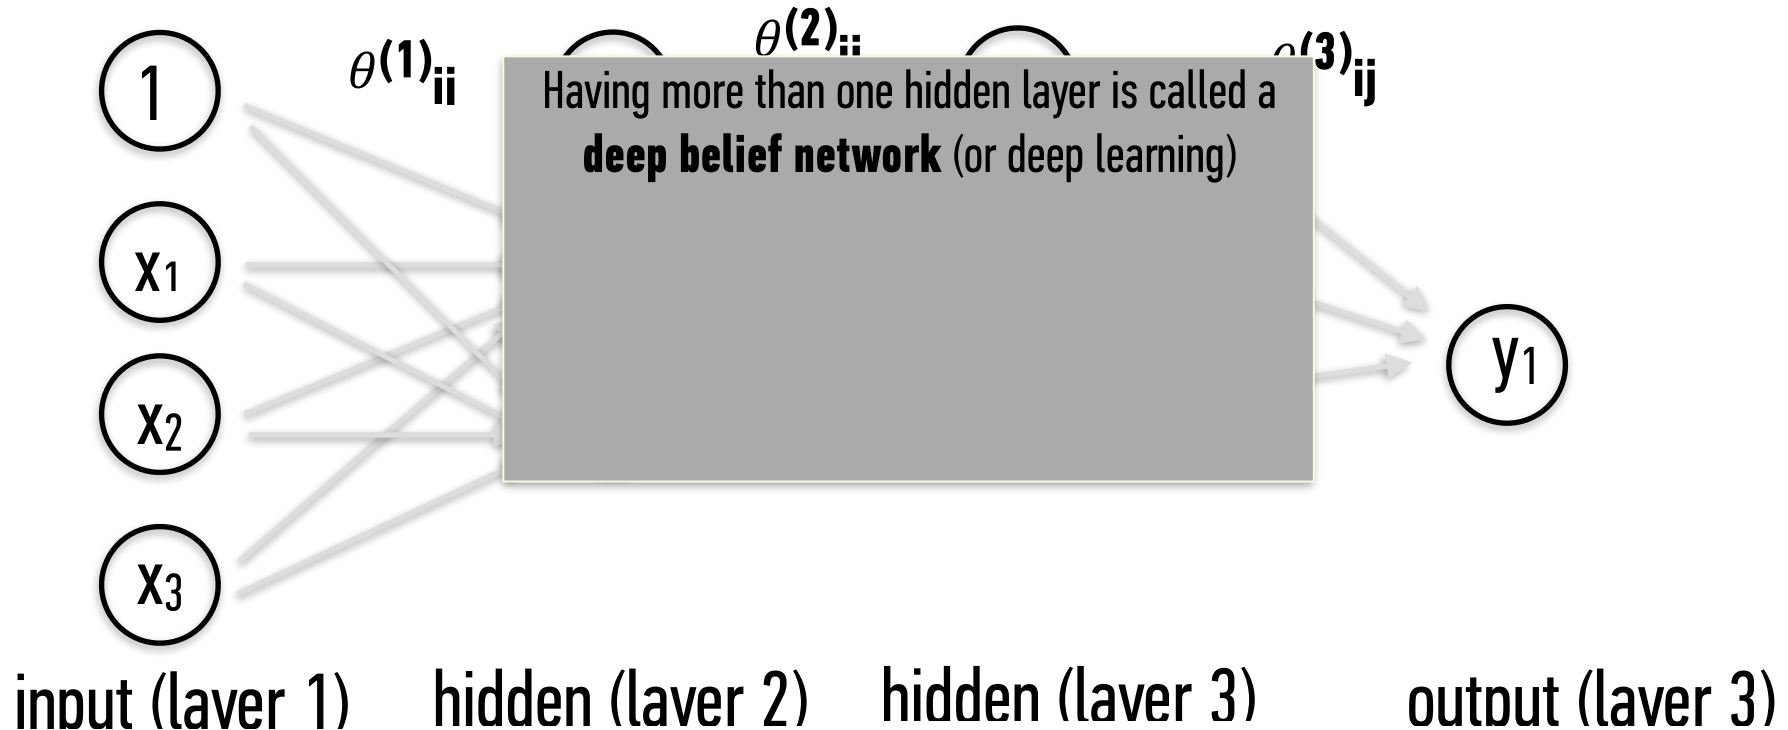 θ(1)ij θ(2)ij θ(3)ij
1
Having more than one hidden layer is called a
deep belief network (or deep learning)
x1
x2
y1
x3
input (layer 1) hidden (layer 2) hidden (layer 3) output (layer 3)